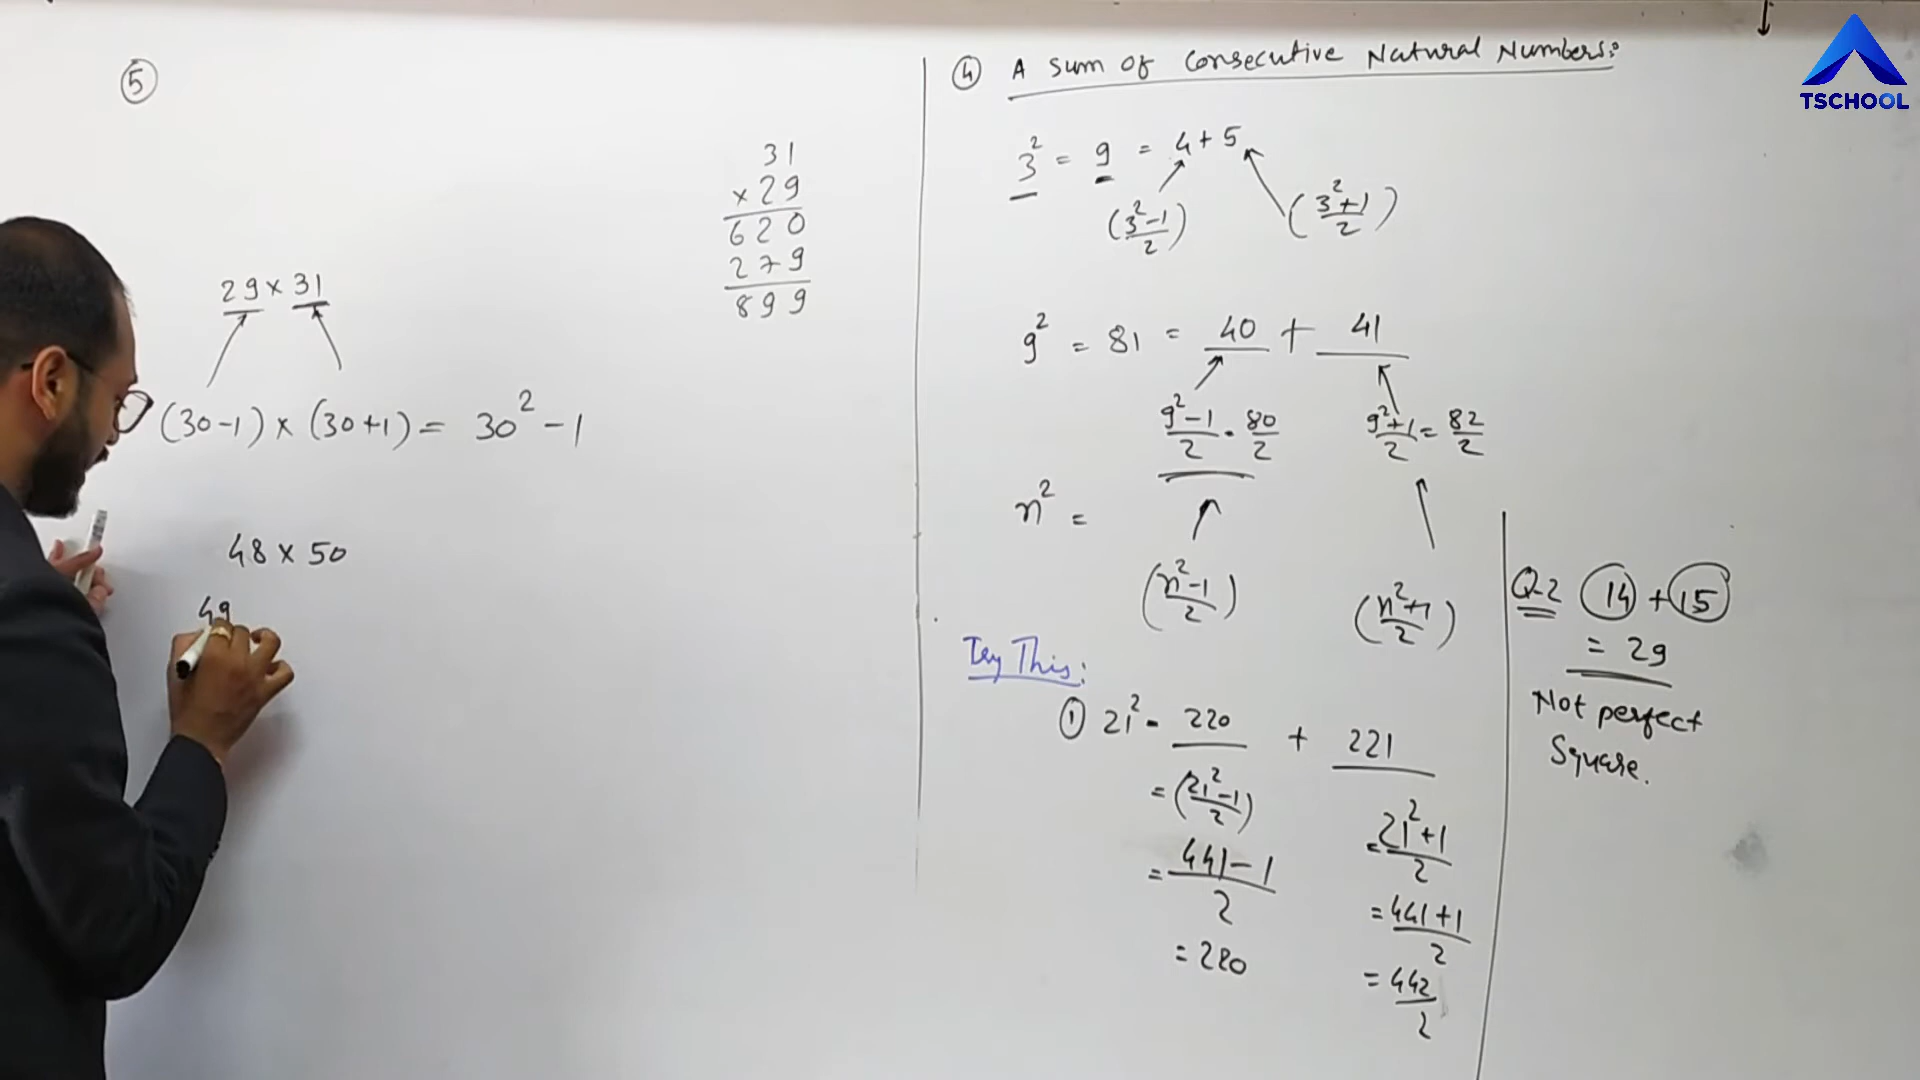 ⑤
31
×29
620
279
899
29×31
(30-1)×(30+1)= 30²-1
48×50
49
④ A sum of Consecutive Natural Numbers:
3² = 9 = 4+5
(3²-1/2) (3²+1/2)
9² = 81 = 40 + 41
9²-1/2 = 80/2 9²+1/2 = 82/2
n² =
(n²-1/2) (n²+1/2)
Try This:
① 21² = 220 + 221
=(21²-1/2) =21²+1/2
=441-1/2 =441+1/2
=220 =442/2
Q-2 14+15
= 29
Not perfect
Square.
TSCHOOL